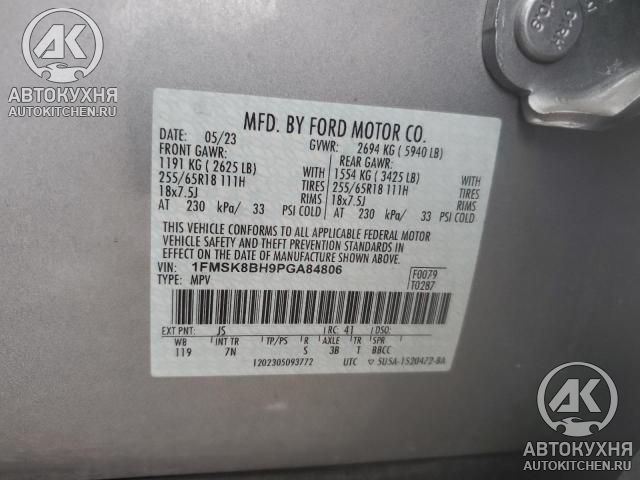 АВТОКУХНЯ
AUTOKITCHEN.RU
MFD. BY FORD MOTOR CO.
DATE: 05/23 GVWR: 2694 KG ( 5940 LB)
FRONT GAWR: REAR GAWR:
1191 KG ( 2625 LB) WITH 1554 KG ( 3425 LB) WITH
255/65R18 111H TIRES 255/65R18 111H TIRES
18x7.5J RIMS 18x7.5J RIMS
AT 230 kPa/ 33 PSI COLD AT 230 kPa/ 33 PSI COLD
THIS VEHICLE CONFORMS TO ALL APPLICABLE FEDERAL MOTOR
VEHICLE SAFETY AND THEFT PREVENTION STANDARDS IN
EFFECT ON THE DATE OF MANUFACTURE SHOWN ABOVE.
VIN: 1FMSK8BH9PGA84806 F0079
TYPE: MPV T0287
EXT PNT: JS RC: 41 DSO:
WB INT TR TP/PS R AXLE TR SPR
119 7N S 3B T BBCC
1202305093772 UTC ▽ 5U5A-1520472-BA
АВТОКУХНЯ
AUTOKITCHEN.RU